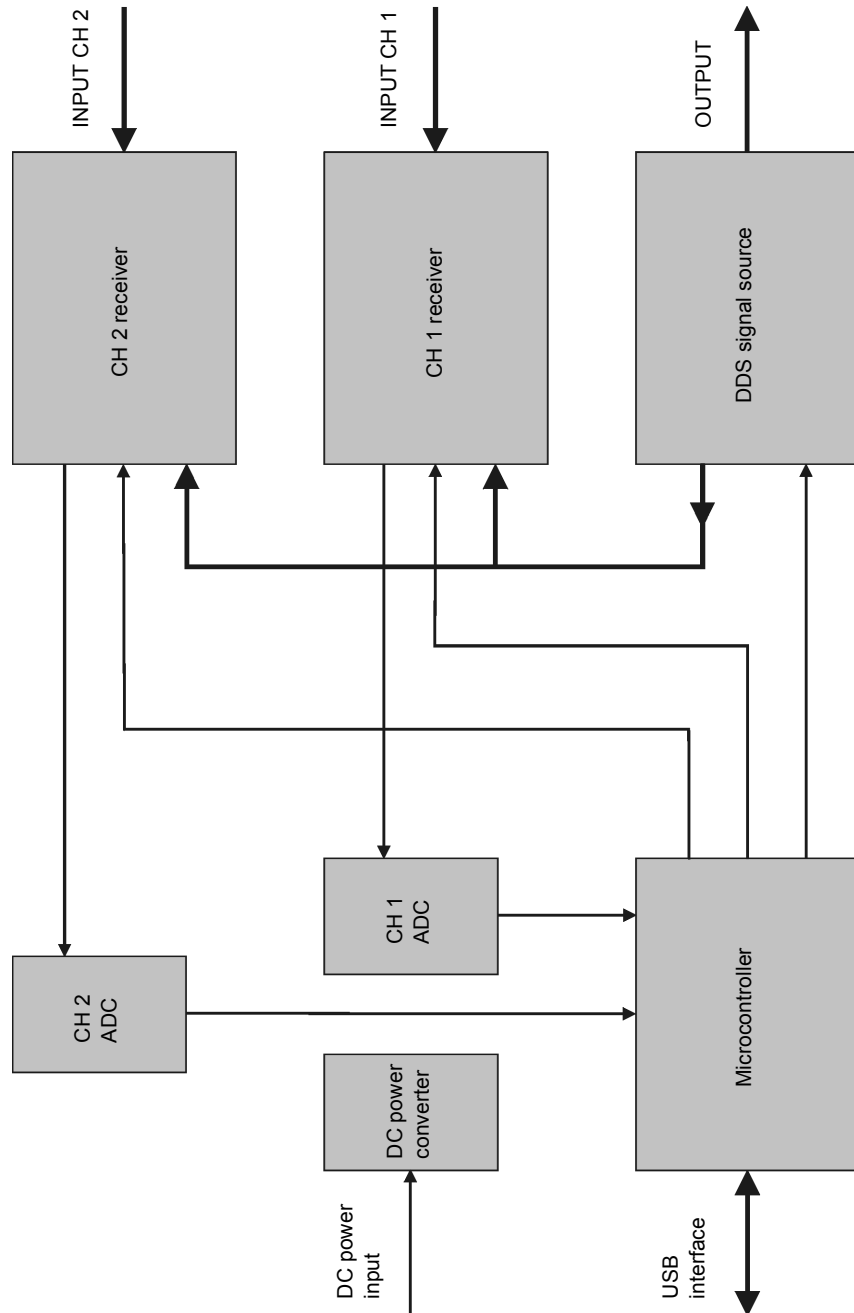 INPUT CH 2
INPUT CH 1
OUTPUT
CH 2 receiver
CH 1 receiver
DDS signal source
CH 2
ADC
CH 1
ADC
DC power
converter
Microcontroller
DC power
input
USB
interface